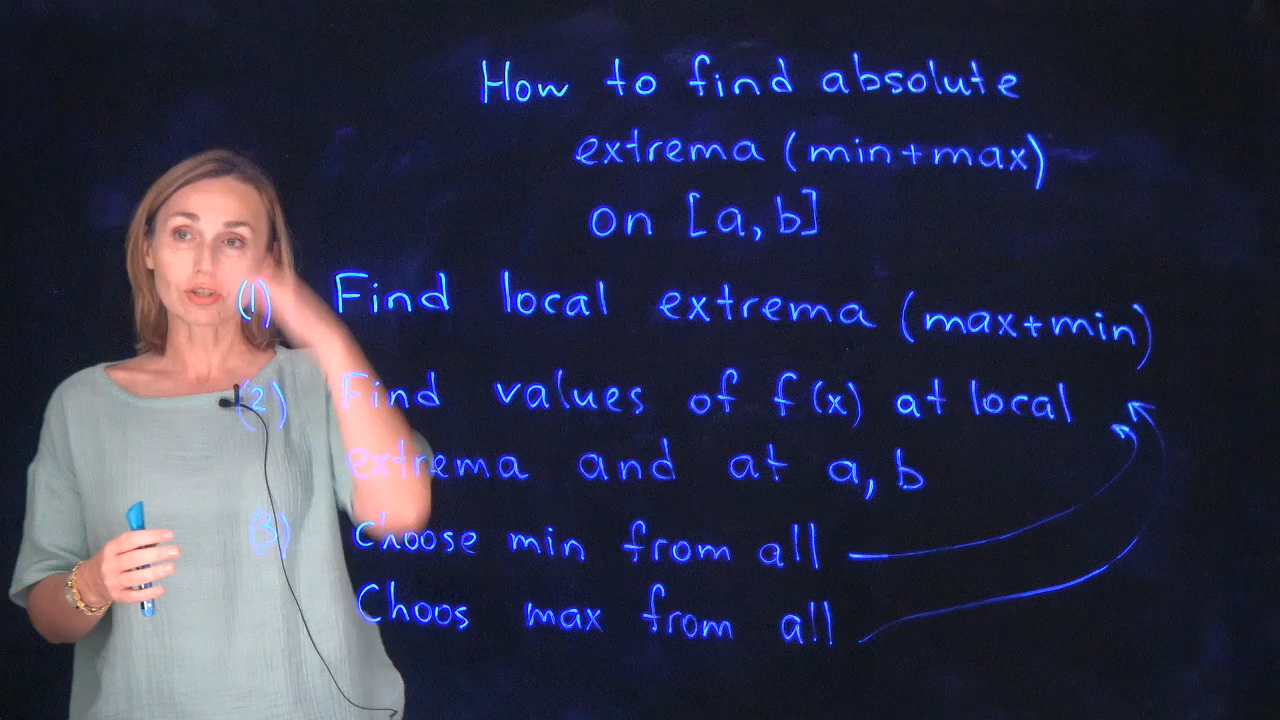 How to find absolute
extrema (min+max)
on [a, b]
(1) Find local extrema (max+min)
(2) Find values of f(x) at local
extrema and at a, b
(3) Choose min from all
Choos max from all